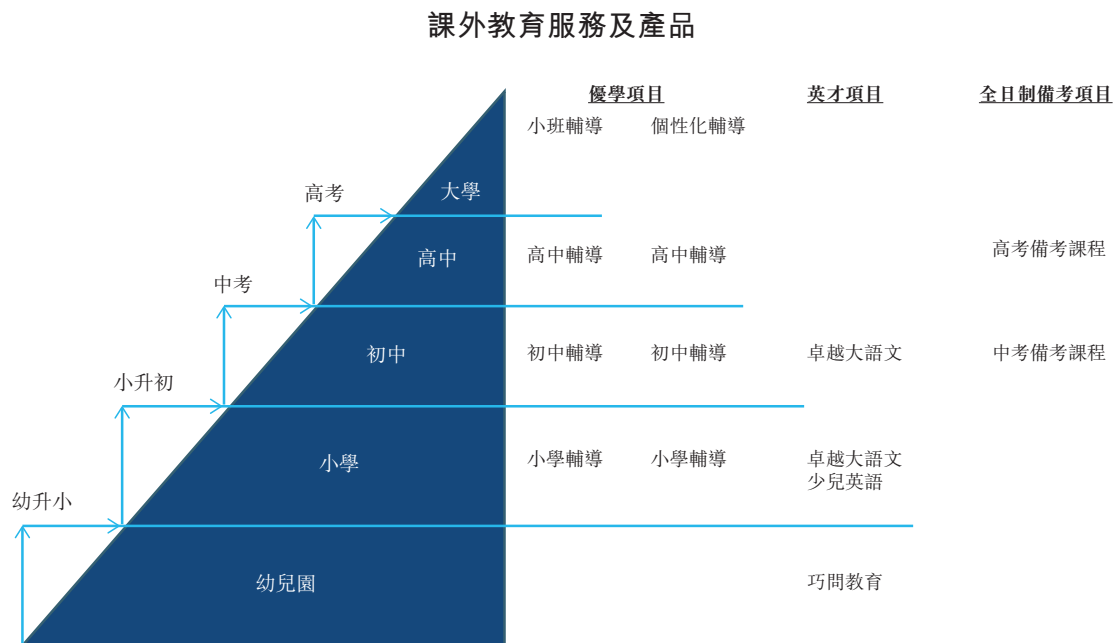 課外教育服務及產品
優學項目
英才項目
全日制備考項目
小班輔導
個性化輔導
高考
大學
高中
高中輔導
高中輔導
高考備考課程
中考
初中
初中輔導
初中輔導
卓越大語文
中考備考課程
小升初
小學
小學輔導
小學輔導
卓越大語文
少兒英語
幼升小
幼兒園
巧問教育